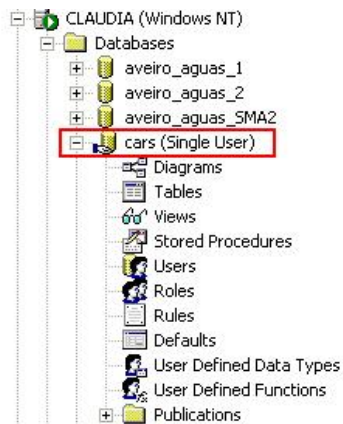 CLAUDIA (Windows NT)
Databases
aveiro_aguas_1
aveiro_aguas_2
aveiro_aguas_SMA2
cars (Single User)
Diagrams
Tables
Views
Stored Procedures
Users
Roles
Rules
Defaults
User Defined Data Types
User Defined Functions
Publications